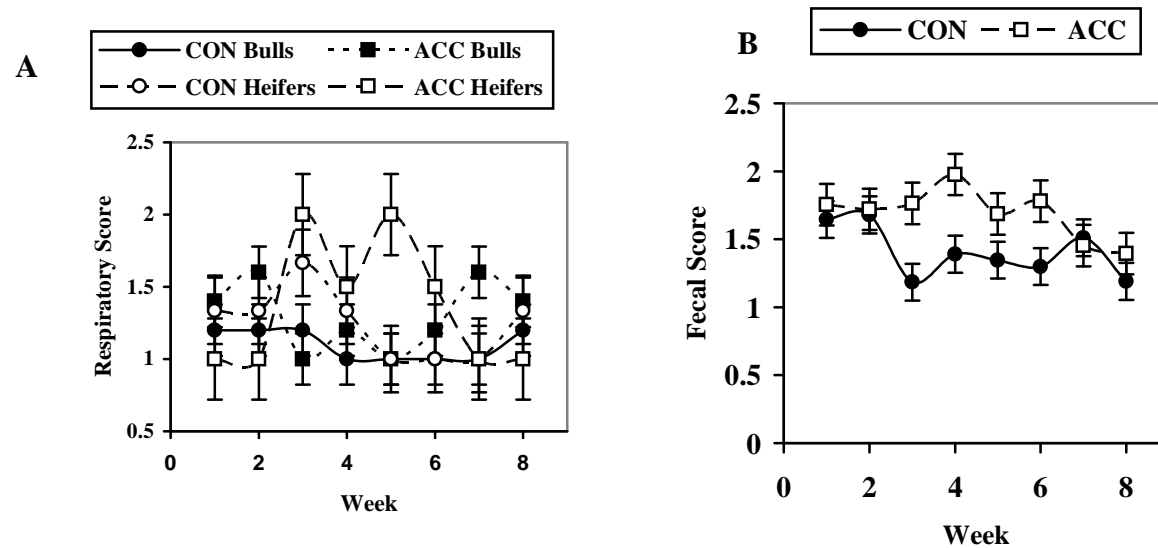 A
CON Bulls ACC Bulls
CON Heifers ACC Heifers
Respiratory Score
2.5
2
1.5
1
0.5
0 2 4 6 8
Week
B
CON ACC
Fecal Score
2.5
2
1.5
1
0.5
0
0 2 4 6 8
Week